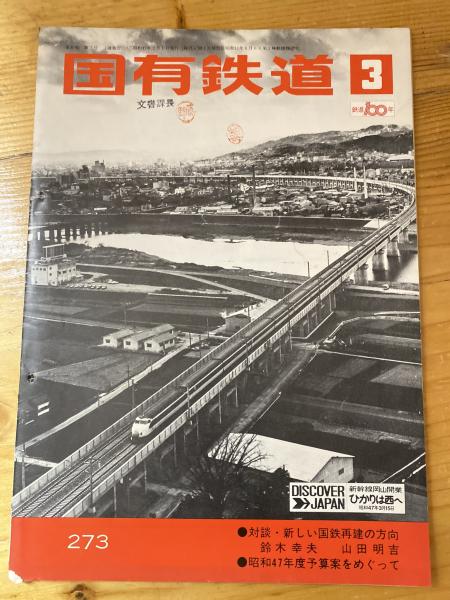 国有鉄道 3
文書課長
鉄道100年
DISCOVER
JAPAN
新幹線岡山開業
ひかりは西へ
昭和47年3月15日
273
●対談・新しい国鉄再建の方向
鈴木幸夫 山田明吉
●昭和47年度予算案をめぐって